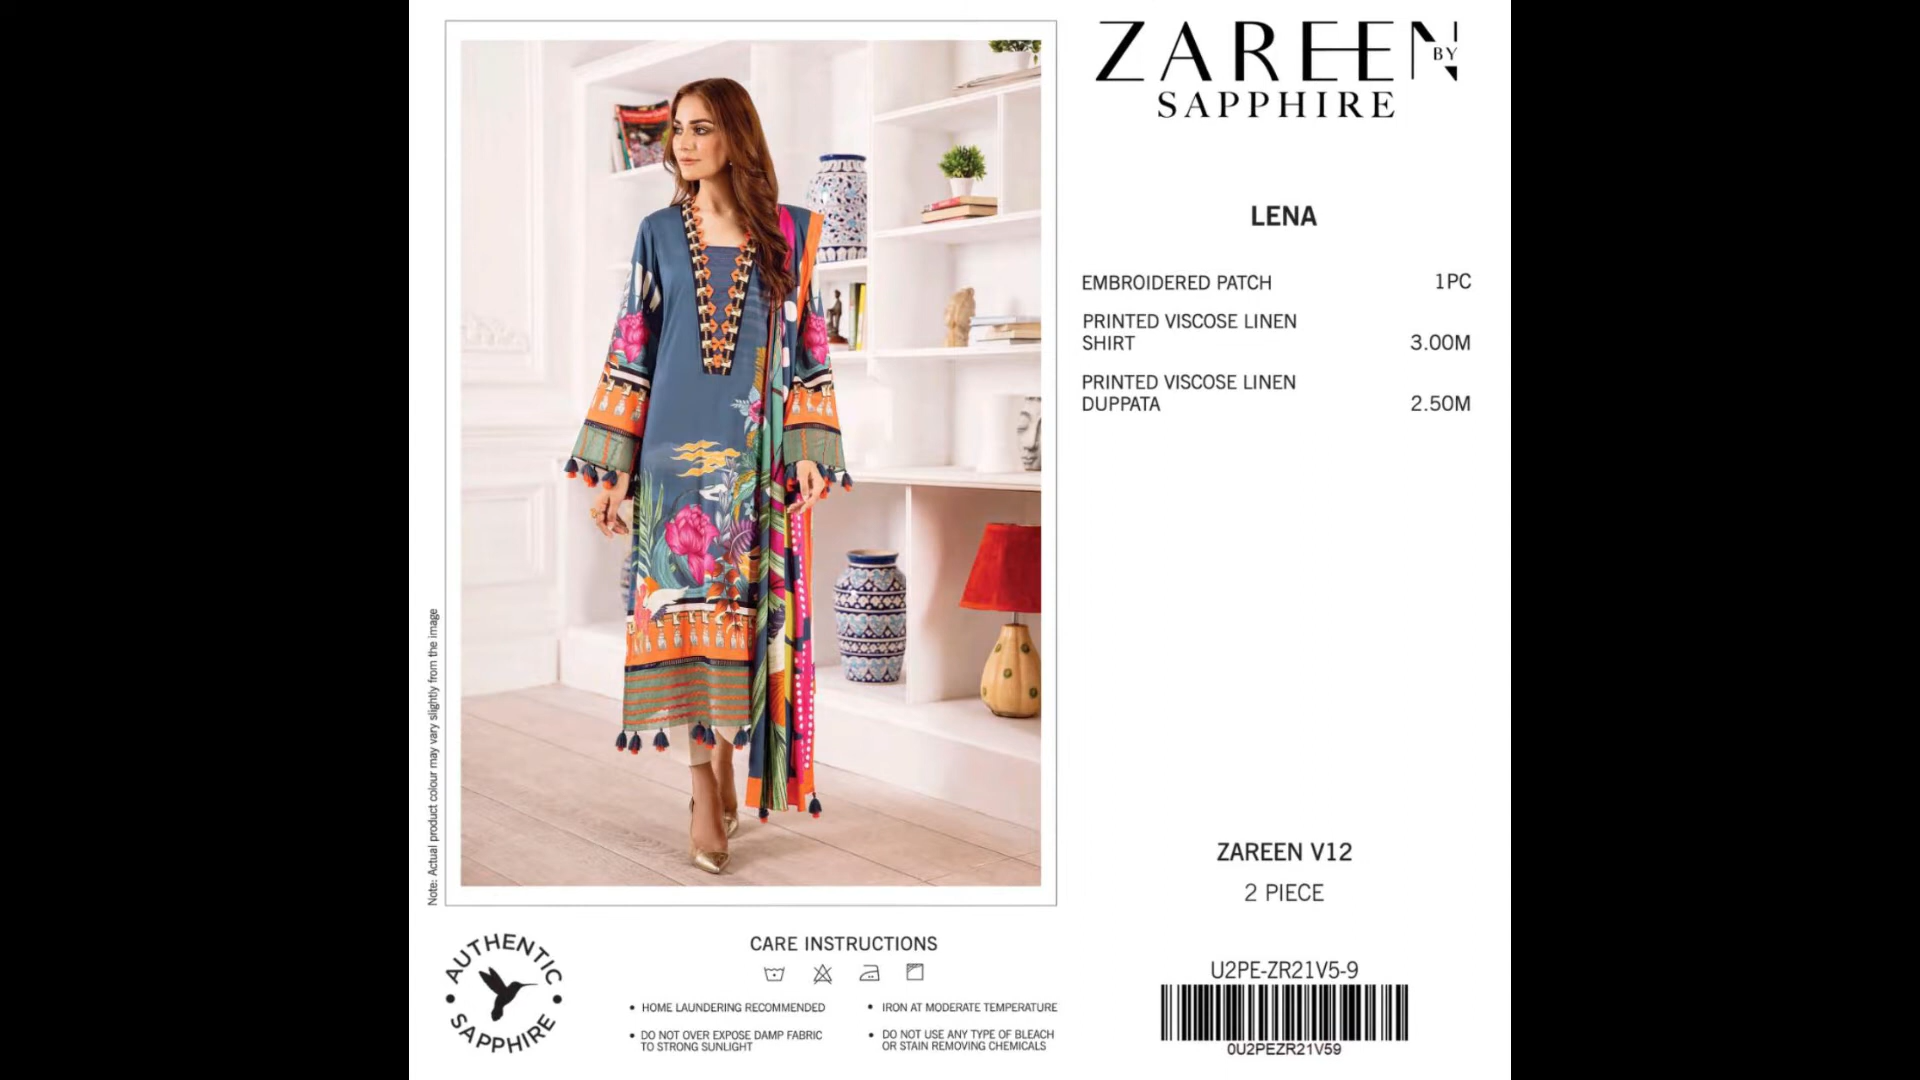 ZAREEN
BY
SAPPHIRE
LENA
EMBROIDERED PATCH 1PC
PRINTED VISCOSE LINEN
SHIRT 3.00M
PRINTED VISCOSE LINEN
DUPPATA 2.50M
Note: Actual product colour may vary slightly from the image
ZAREEN V12
2 PIECE
AUTHENTIC
SAPPHIRE
CARE INSTRUCTIONS
• HOME LAUNDERING RECOMMENDED
• DO NOT OVER EXPOSE DAMP FABRIC
TO STRONG SUNLIGHT
• IRON AT MODERATE TEMPERATURE
• DO NOT USE ANY TYPE OF BLEACH
OR STAIN REMOVING CHEMICALS
U2PE-ZR21V5-9
0U2PEZR21V59